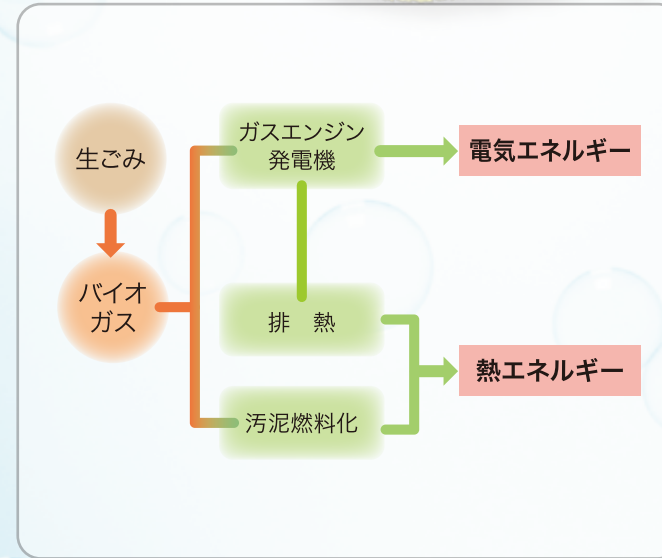 生ごみ
バイオ
ガス
ガスエンジン
発電機
排　熱
汚泥燃料化
電気エネルギー
熱エネルギー